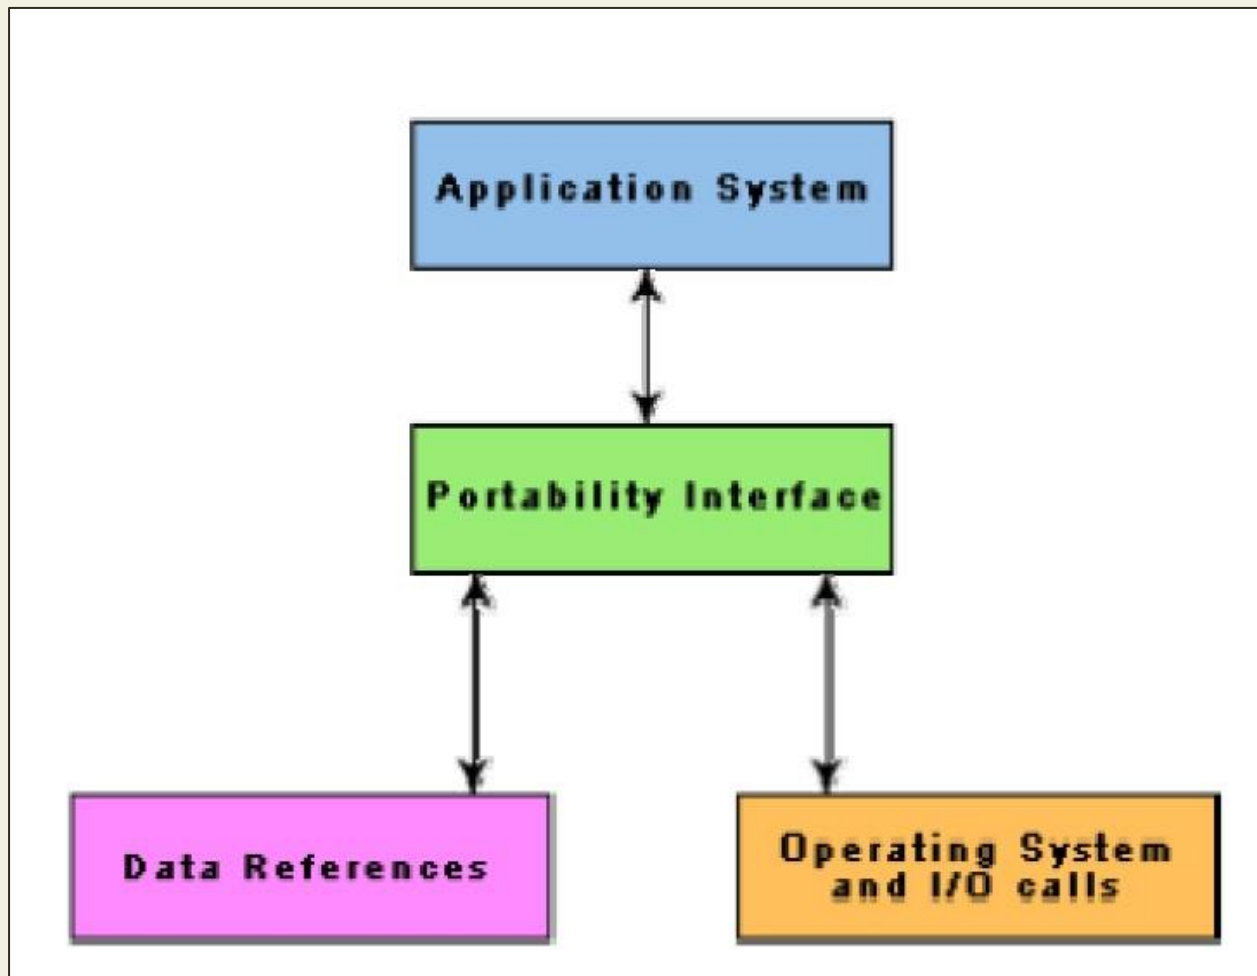 Application System
Portability Interface
Data References
Operating System
and I/O calls